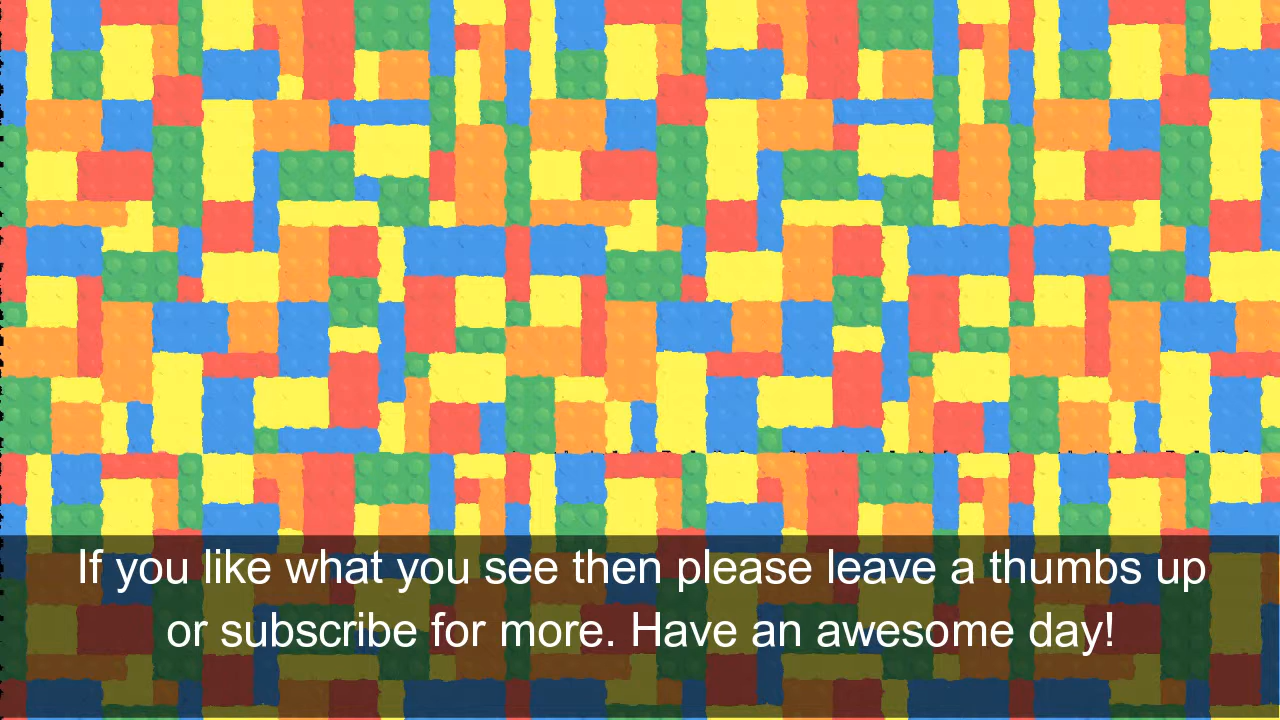 If you like what you see then please leave a thumbs up
or subscribe for more. Have an awesome day!